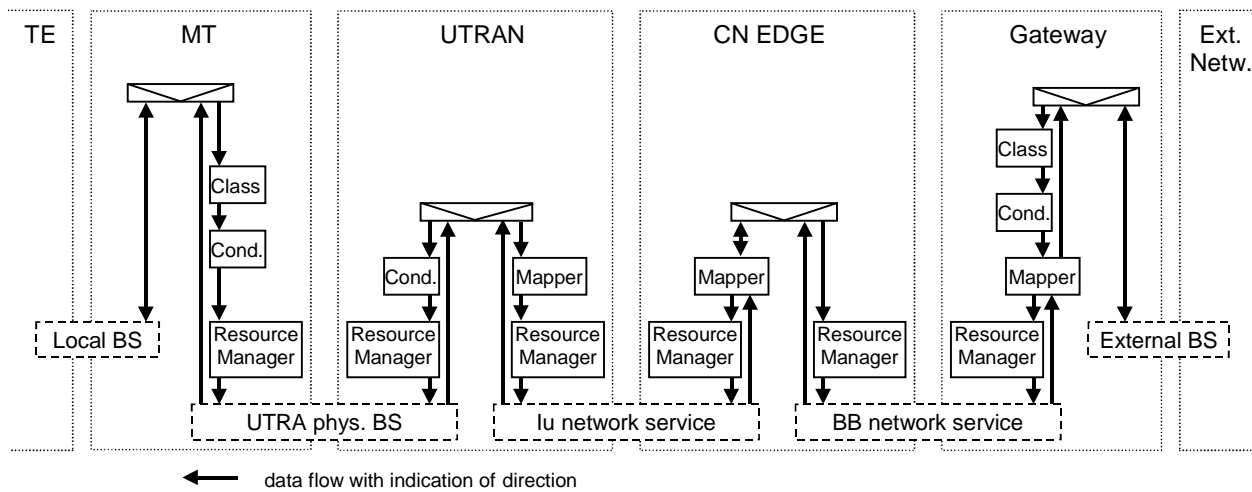 TE
MT
UTRAN
CN EDGE
Gateway
Ext.
Netw.
Class
Cond.
Class
Cond.
Cond.
Mapper
Mapper
Mapper
Local BS
Resource
Manager
Resource
Manager
Resource
Manager
Resource
Manager
Resource
Manager
Resource
Manager
External BS
UTRA phys. BS
Iu network service
BB network service
data flow with indication of direction